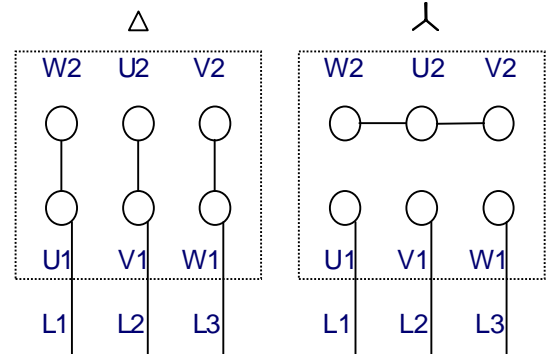 Δ
W2 U2 V2 W2 U2 V2
U1 V1 W1 U1 V1 W1
L1 L2 L3 L1 L2 L3